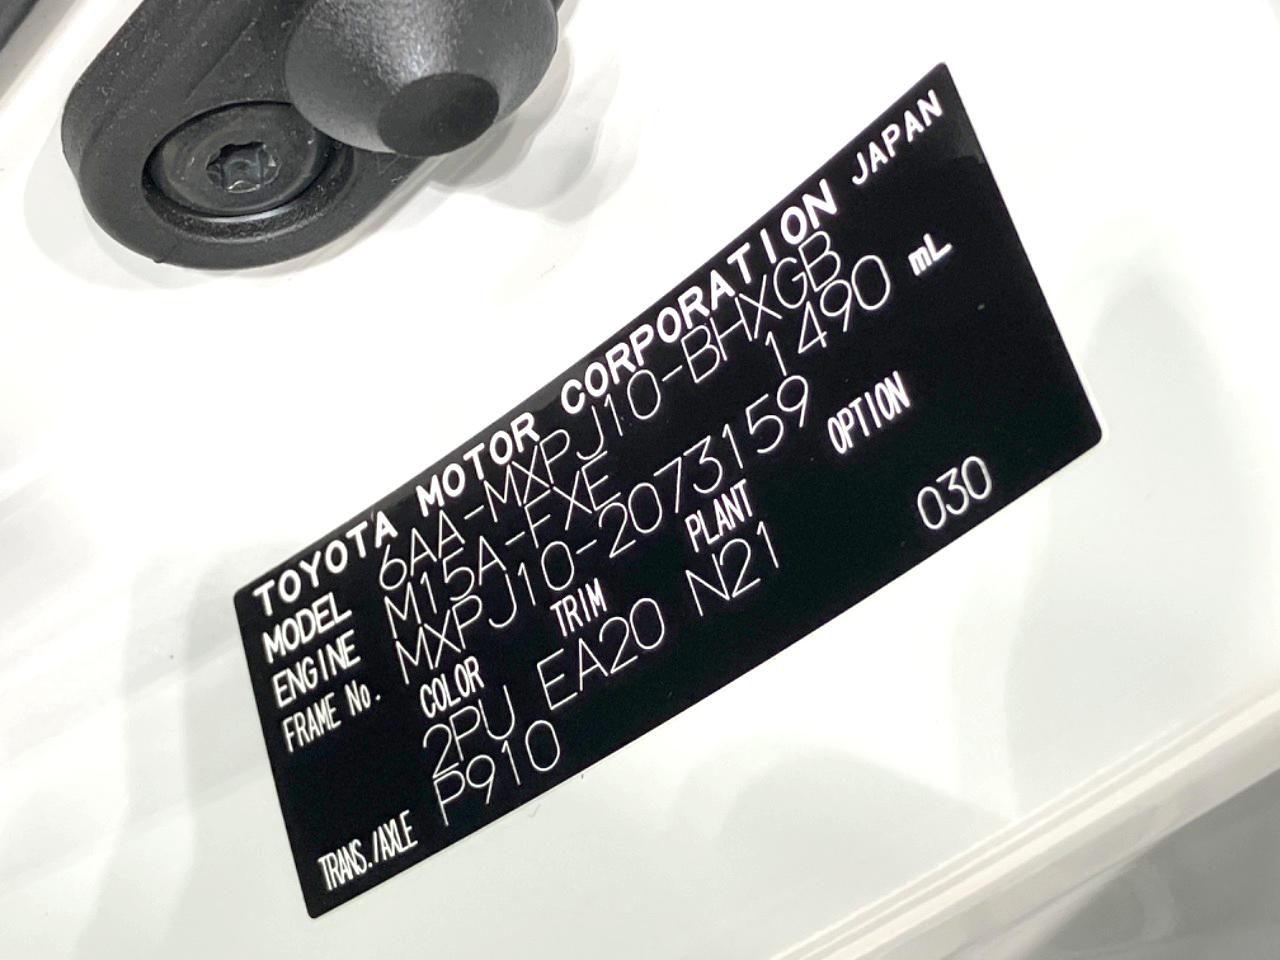 TOYOTA MOTOR CORPORATION JAPAN
MODEL 6AA-MXPJ10-BHXGB
ENGINE M15A-FXE 1490 mL
FRAME No. MXPJ10-2073159
COLOR TRIM PLANT OPTION
2PU EA20 N21 030
TRANS./AXLE P910